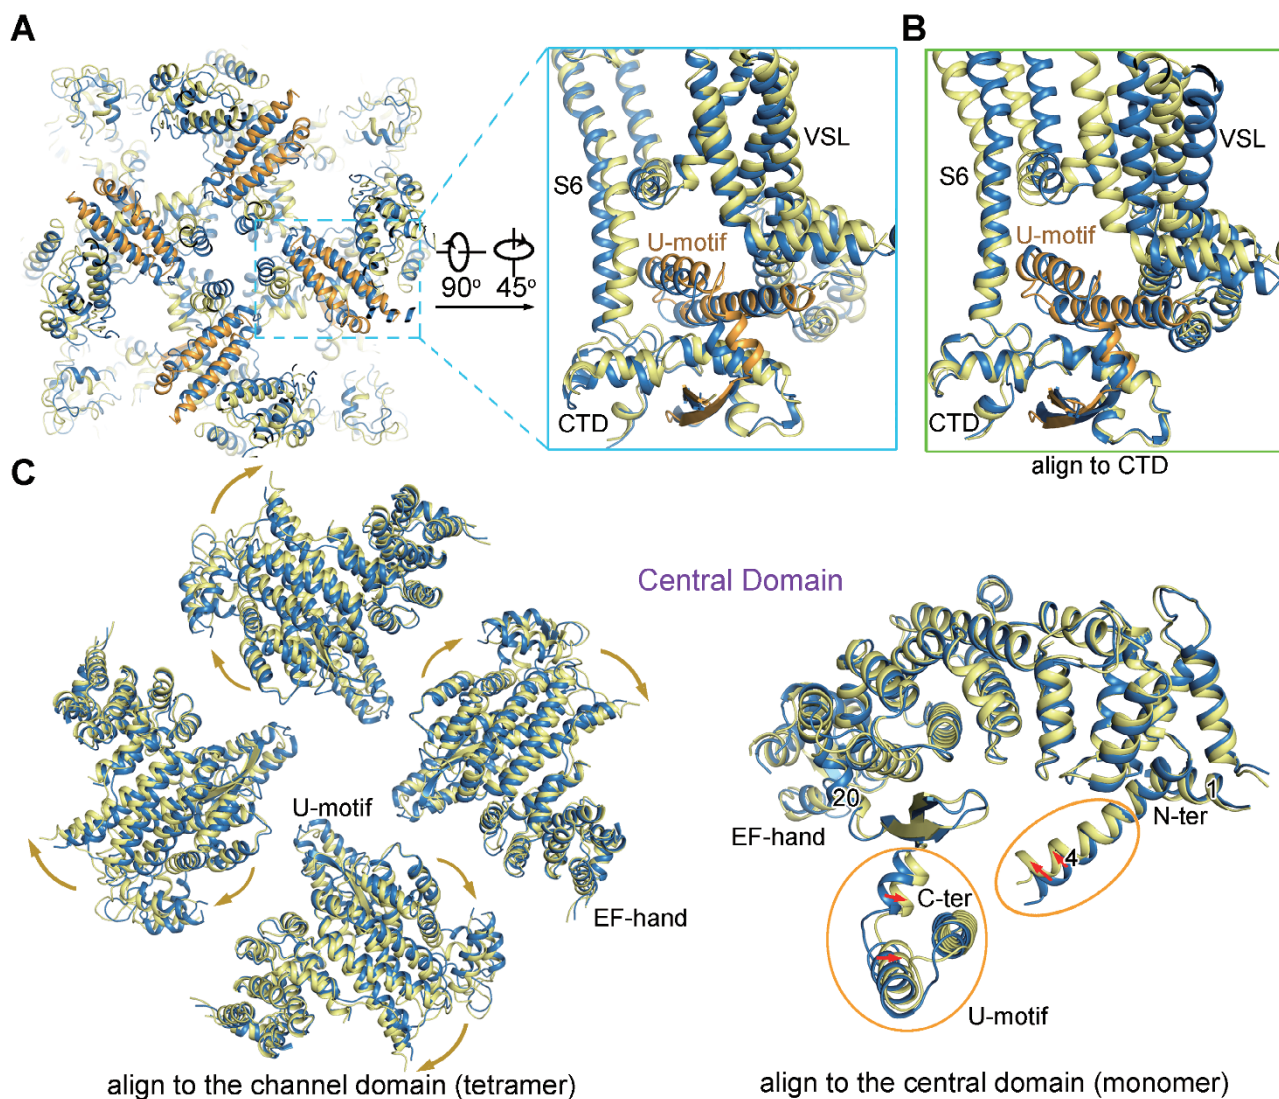 A
B
VSL
VSL
S6
S6
U-motif
U-motif
90° 45°
CTD
CTD
align to CTD
C
Central Domain
U-motif
EF-hand
20
1
N-ter
EF-hand
4
C-ter
U-motif
align to the channel domain (tetramer)
align to the central domain (monomer)